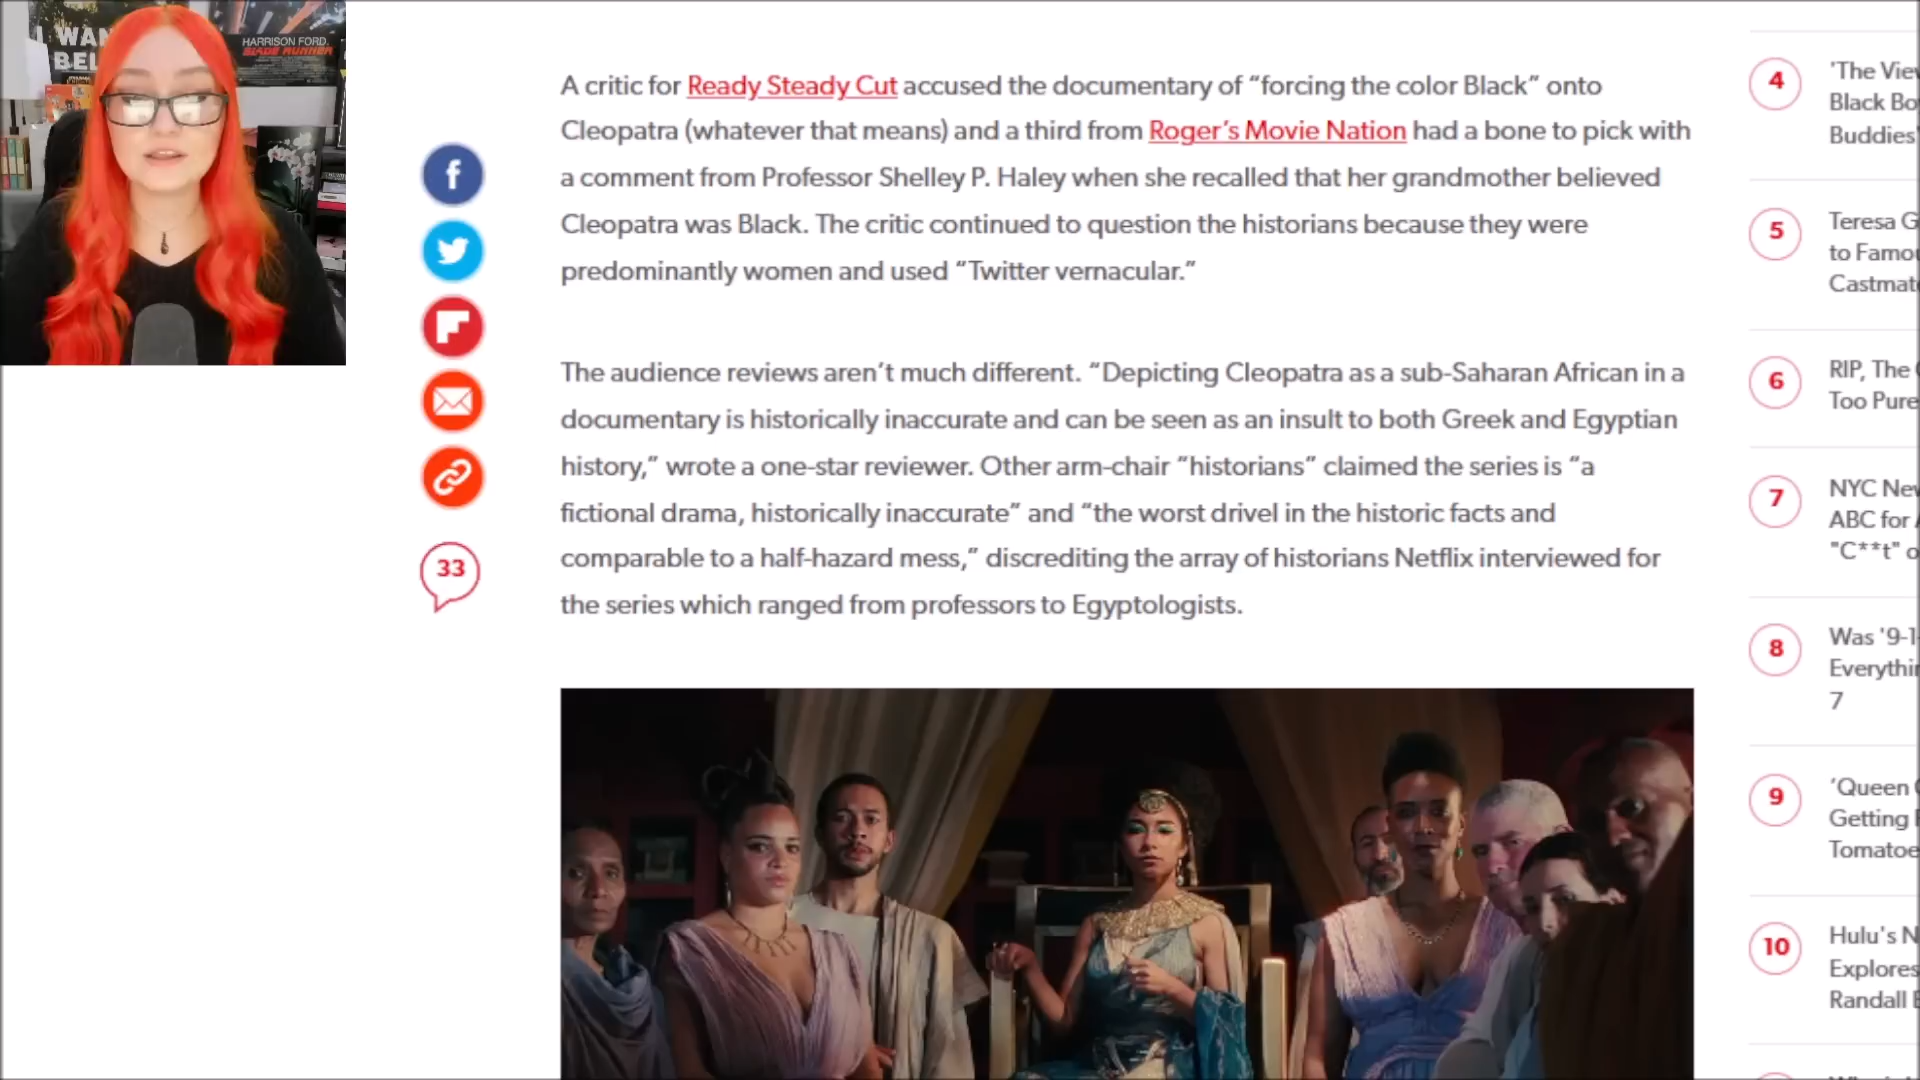 I WAN
BEL
HARRISON FORD
BLADE RUNNER
A critic for Ready Steady Cut accused the documentary of “forcing the color Black” onto
Cleopatra (whatever that means) and a third from Roger’s Movie Nation had a bone to pick with
a comment from Professor Shelley P. Haley when she recalled that her grandmother believed
Cleopatra was Black. The critic continued to question the historians because they were
predominantly women and used “Twitter vernacular.”
The audience reviews aren’t much different. “Depicting Cleopatra as a sub-Saharan African in a
documentary is historically inaccurate and can be seen as an insult to both Greek and Egyptian
history,” wrote a one-star reviewer. Other arm-chair “historians” claimed the series is “a
fictional drama, historically inaccurate” and “the worst drivel in the historic facts and
comparable to a half-hazard mess,” discrediting the array of historians Netflix interviewed for
the series which ranged from professors to Egyptologists.
33
4
'The View
Black Bo
Buddies'
5
Teresa G
to Famou
Castmate
6
RIP, The
Too Pure
7
NYC New
ABC for
"C**t" o
8
Was '9-1-
Everythin
7
9
‘Queen
Getting
Tomatoe
10
Hulu's N
Explores
Randall